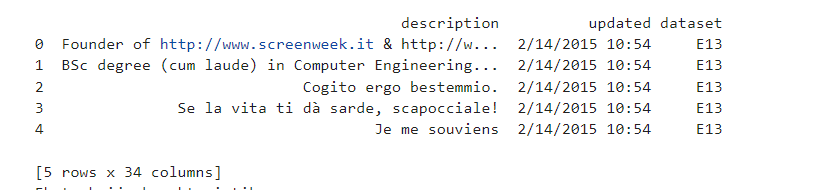 description updated dataset
0 Founder of http://www.screenweek.it & http://w... 2/14/2015 10:54 E13
1 BSc degree (cum laude) in Computer Engineering... 2/14/2015 10:54 E13
2 Cogito ergo bestemmio. 2/14/2015 10:54 E13
3 Se la vita ti dà sarde, scapocciale! 2/14/2015 10:54 E13
4 Je me souviens 2/14/2015 10:54 E13
[5 rows x 34 columns]